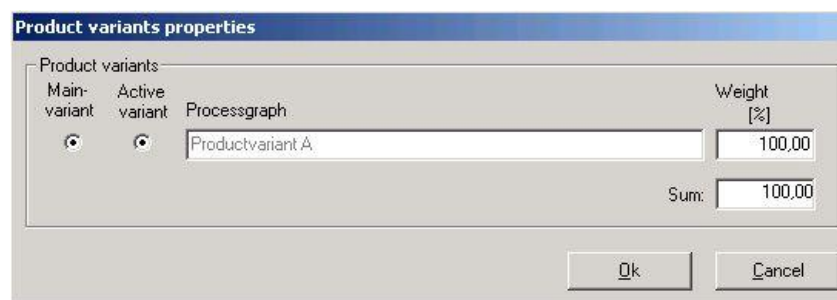 Product variants properties
Product variants
Main-variant
Active variant
Processgraph
Weight [%]
Productvariant A
100,00
Sum: 100,00
Ok
Cancel